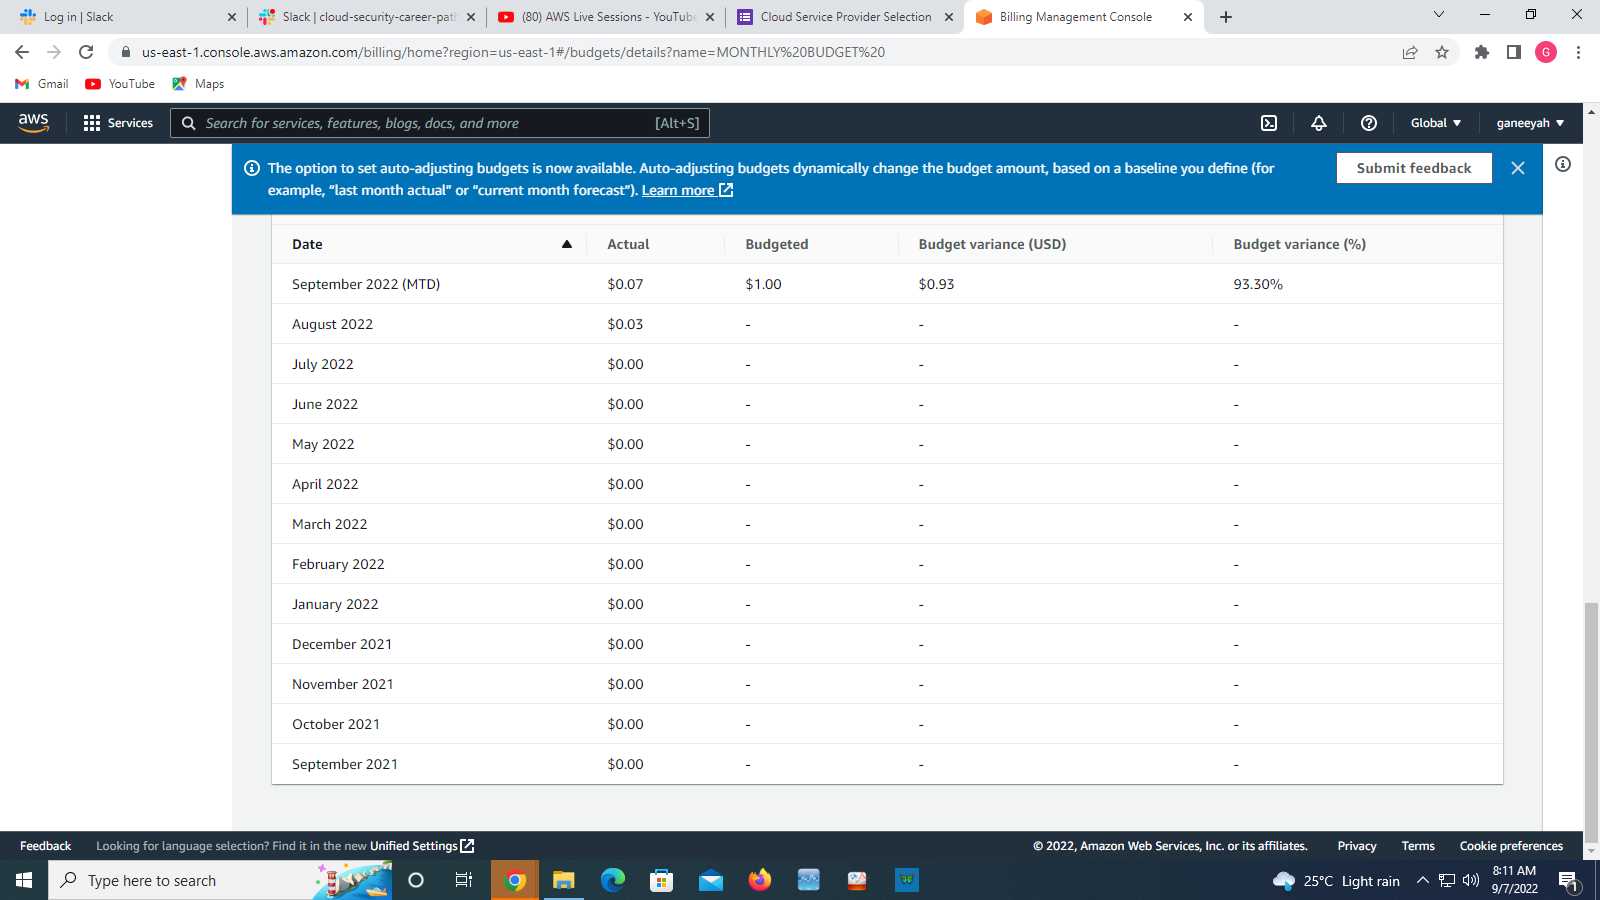 Log in | Slack
Slack | cloud-security-career-pat
(80) AWS Live Sessions - YouTube
Cloud Service Provider Selection
Billing Management Console
us-east-1.console.aws.amazon.com/billing/home?region=us-east-1#/budgets/details?name=MONTHLY%20BUDGET%20
G
Gmail
YouTube
Maps
aws
Services
Search for services, features, blogs, docs, and more
[Alt+S]
Global
ganeeyah
The option to set auto-adjusting budgets is now available. Auto-adjusting budgets dynamically change the budget amount, based on a baseline you define (for
example, “last month actual” or “current month forecast”). Learn more
Submit feedback
Date Actual Budgeted Budget variance (USD) Budget variance (%)
September 2022 (MTD) $0.07 $1.00 $0.93 93.30%
August 2022 $0.03 - - -
July 2022 $0.00 - - -
June 2022 $0.00 - - -
May 2022 $0.00 - - -
April 2022 $0.00 - - -
March 2022 $0.00 - - -
February 2022 $0.00 - - -
January 2022 $0.00 - - -
December 2021 $0.00 - - -
November 2021 $0.00 - - -
October 2021 $0.00 - - -
September 2021 $0.00 - - -
Feedback
Looking for language selection? Find it in the new Unified Settings
© 2022, Amazon Web Services, Inc. or its affiliates.
Privacy
Terms
Cookie preferences
Type here to search
25°C Light rain
8:11 AM
9/7/2022
1